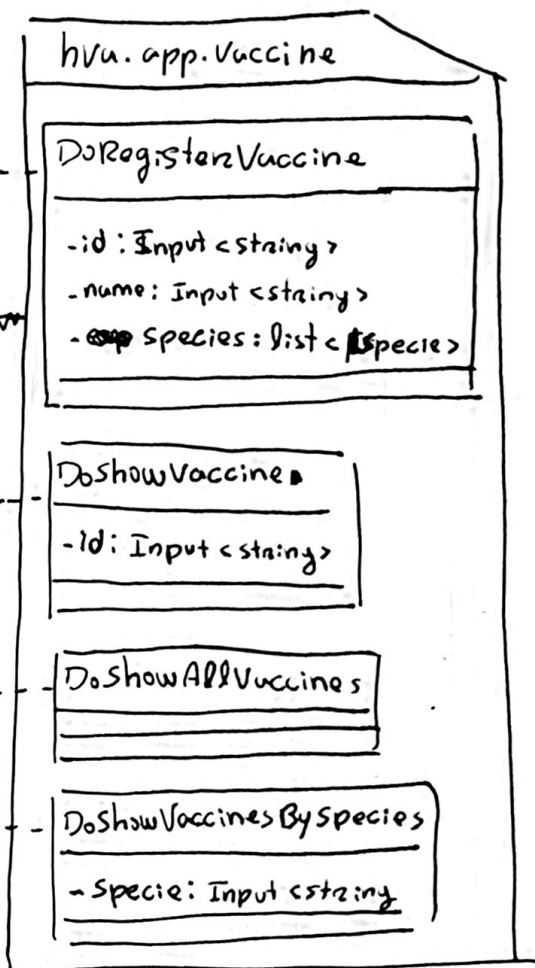 hva.app.vaccine
DoRegisterVaccine
-id: Input<string>
-name: Input<string>
- species: list<specie>
DoShowVaccine
-id: Input<string>
DoShowAllVaccines
DoShowVaccinesBySpecies
-specie: Input<string